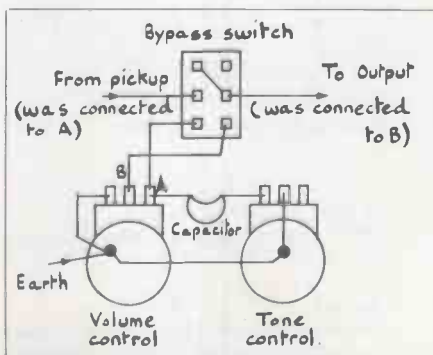 Bypass switch
From pickup
(was connected
to A)
To Output
(was connected
to B)
B
A
Capacitor
Earth
Volume
control
Tone
control.